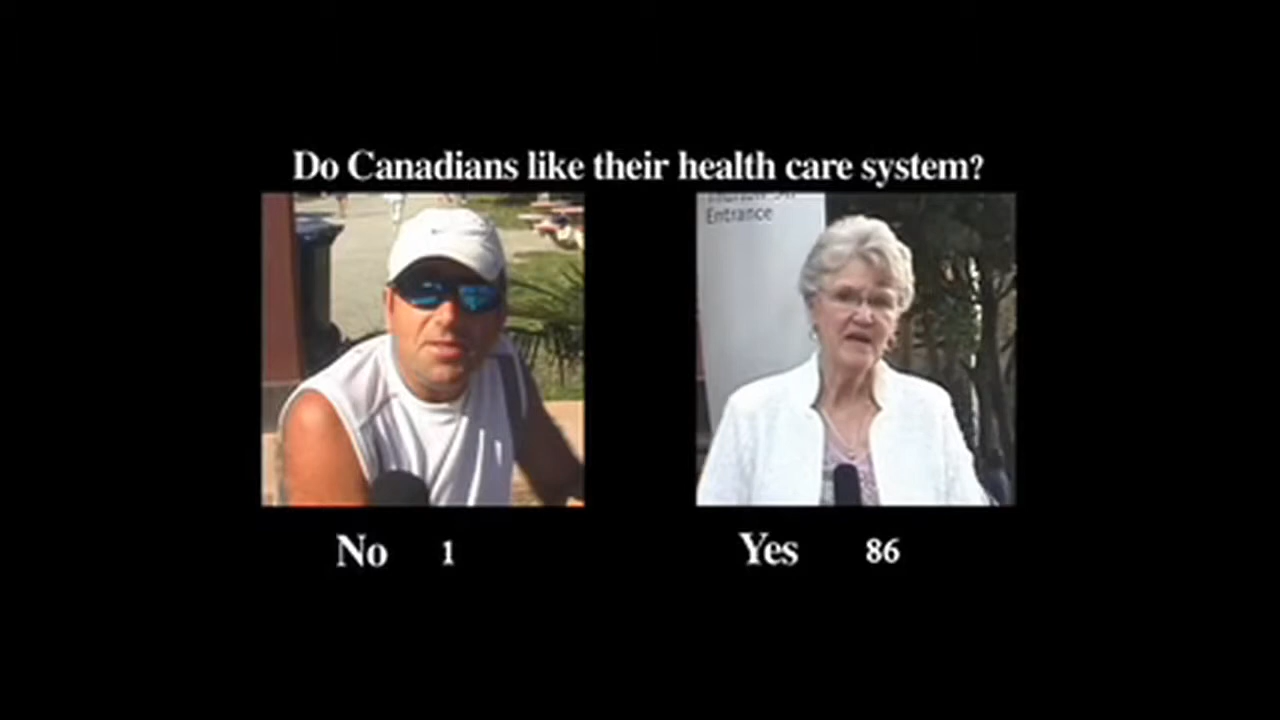 Do Canadians like their health care system?
Entrance
No 1
Yes 86